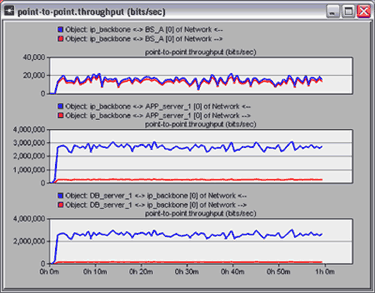 point-to-point.throughput (bits/sec)
Object: ip_backbone <-> BS_A [0] of Network <--
Object: ip_backbone <-> BS_A [0] of Network -->
point-to-point.throughput (bits/sec)
40,000
20,000
0
Object: ip_backbone <-> APP_server_1 [0] of Network <--
Object: ip_backbone <-> APP_server_1 [0] of Network -->
point-to-point.throughput (bits/sec)
4,000,000
3,000,000
2,000,000
1,000,000
0
Object: DB_server_1 <-> ip_backbone [0] of Network <--
Object: DB_server_1 <-> ip_backbone [0] of Network -->
point-to-point.throughput (bits/sec)
4,000,000
2,000,000
0
0h 0m 0h 10m 0h 20m 0h 30m 0h 40m 0h 50m 1h 0m